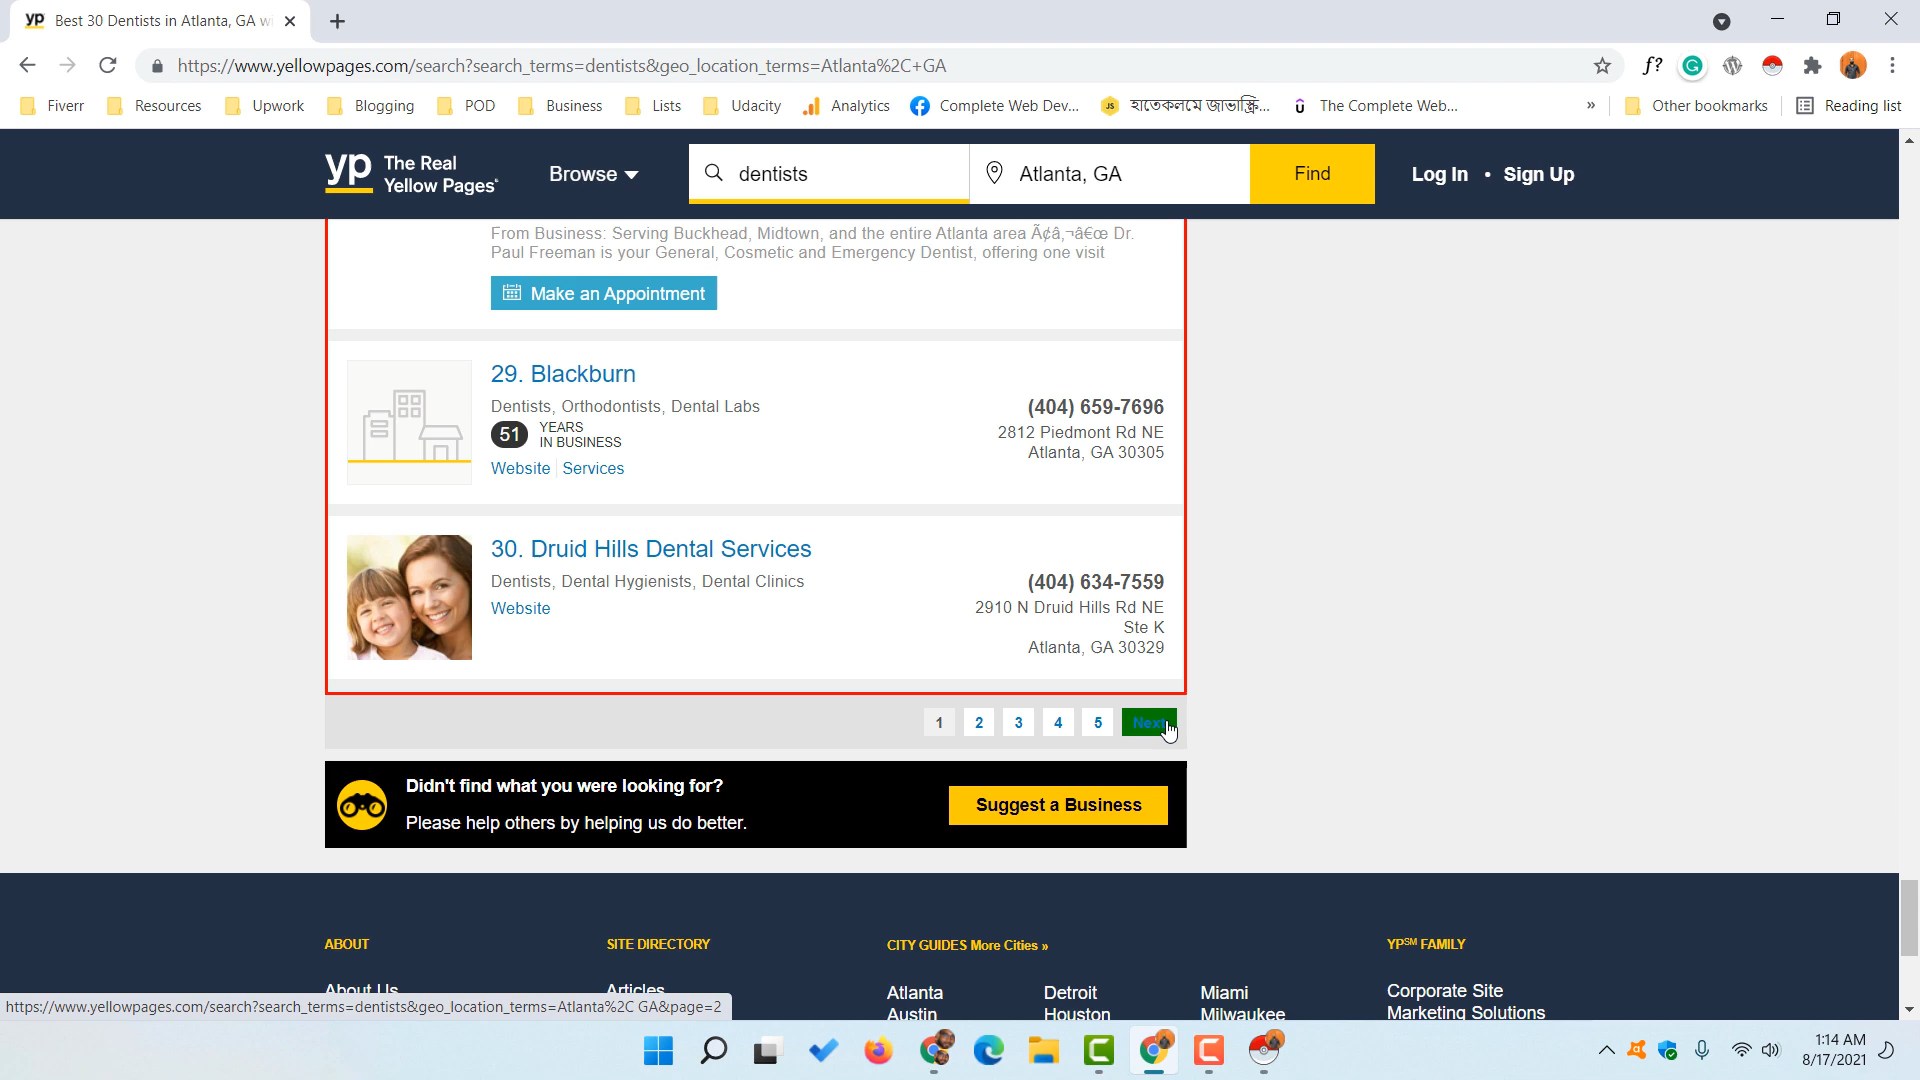 yp Best 30 Dentists in Atlanta, GA wi
https://www.yellowpages.com/search?search_terms=dentists&geo_location_terms=Atlanta%2C+GA
f?
Fiverr Resources Upwork Blogging POD Business Lists Udacity Analytics Complete Web Dev... JS হাতেকলমে জাভাস্ক্রি... The Complete Web... » Other bookmarks Reading list
yp The Real
Yellow Pages®
Browse
dentists
Atlanta, GA
Find
Log In • Sign Up
From Business: Serving Buckhead, Midtown, and the entire Atlanta area Ã¢â‚¬â€œ Dr.
Paul Freeman is your General, Cosmetic and Emergency Dentist, offering one visit
Make an Appointment
29. Blackburn
Dentists, Orthodontists, Dental Labs
51 YEARS
IN BUSINESS
Website Services
(404) 659-7696
2812 Piedmont Rd NE
Atlanta, GA 30305
30. Druid Hills Dental Services
Dentists, Dental Hygienists, Dental Clinics
Website
(404) 634-7559
2910 N Druid Hills Rd NE
Ste K
Atlanta, GA 30329
1 2 3 4 5 Next
Didn't find what you were looking for?
Please help others by helping us do better.
Suggest a Business
ABOUT
About Us
SITE DIRECTORY
Articles
CITY GUIDES More Cities »
Atlanta Detroit Miami
Austin Houston Milwaukee
YP℠ FAMILY
Corporate Site
Marketing Solutions
https://www.yellowpages.com/search?search_terms=dentists&geo_location_terms=Atlanta%2C GA&page=2
1:14 AM
8/17/2021